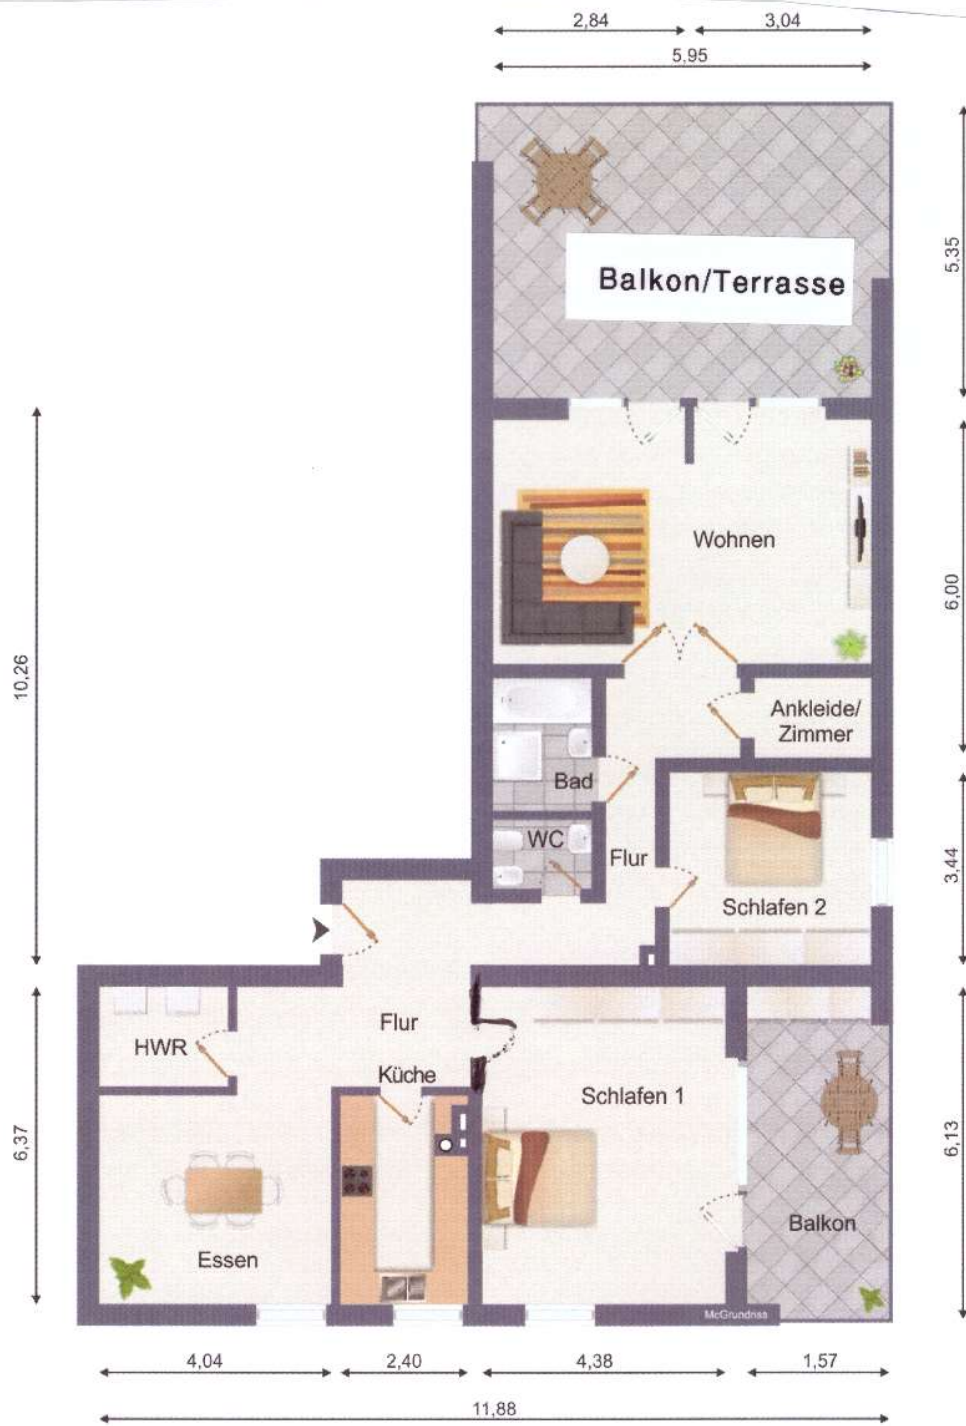 2,84
3,04
5,95
5,35
Balkon/Terrasse
Wohnen
6,00
10,26
Ankleide/
Zimmer
Bad
WC
Flur
3,44
Schlafen 2
Flur
HWR
Küche
Schlafen 1
6,37
6,13
Balkon
Essen
McGrundriss
4,04
2,40
4,38
1,57
11,88